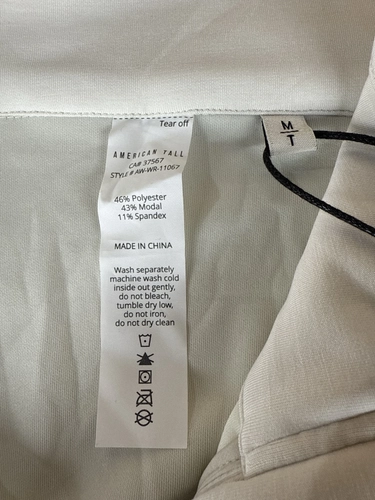 Tear off
AMERICAN TALL
CA# 37567
STYLE # AW-WR-11067
46% Polyester
43% Modal
11% Spandex
MADE IN CHINA
Wash separately
machine wash cold
inside out gently,
do not bleach,
tumble dry low,
do not iron,
do not dry clean
M
T